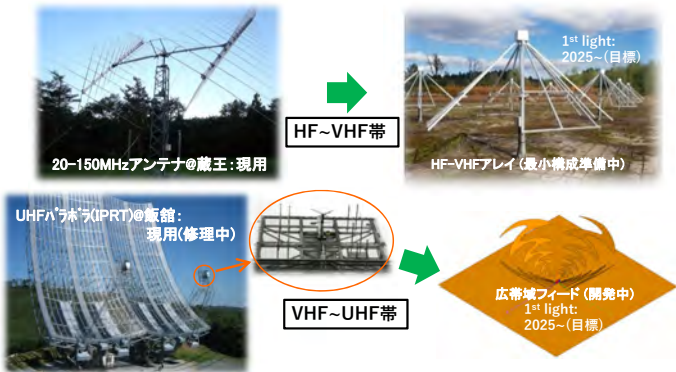 1st light:
2025~(目標)
HF~VHF帯
20-150MHzアンテナ@蔵王:現用
HF-VHFアレイ(最小構成準備中)
UHFパラボラ(IPRT)@飯舘:
現用(修理中)
VHF~UHF帯
広帯域フィード(開発中)
1st light:
2025~(目標)